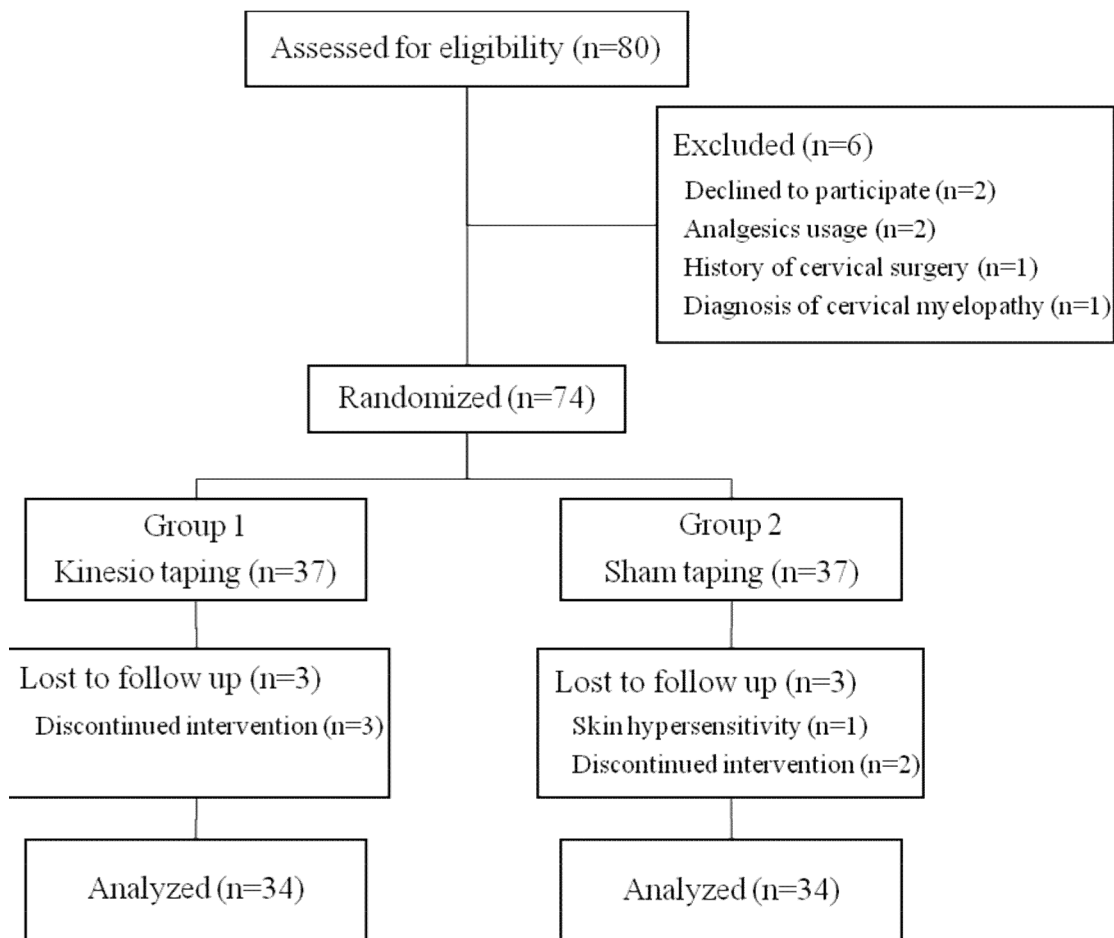 Assessed for eligibility (n=80)
Excluded (n=6)
Declined to participate (n=2)
Analgesics usage (n=2)
History of cervical surgery (n=1)
Diagnosis of cervical myelopathy (n=1)
Randomized (n=74)
Group 1
Kinesio taping (n=37)
Group 2
Sham taping (n=37)
Lost to follow up (n=3)
Discontinued intervention (n=3)
Lost to follow up (n=3)
Skin hypersensitivity (n=1)
Discontinued intervention (n=2)
Analyzed (n=34)
Analyzed (n=34)